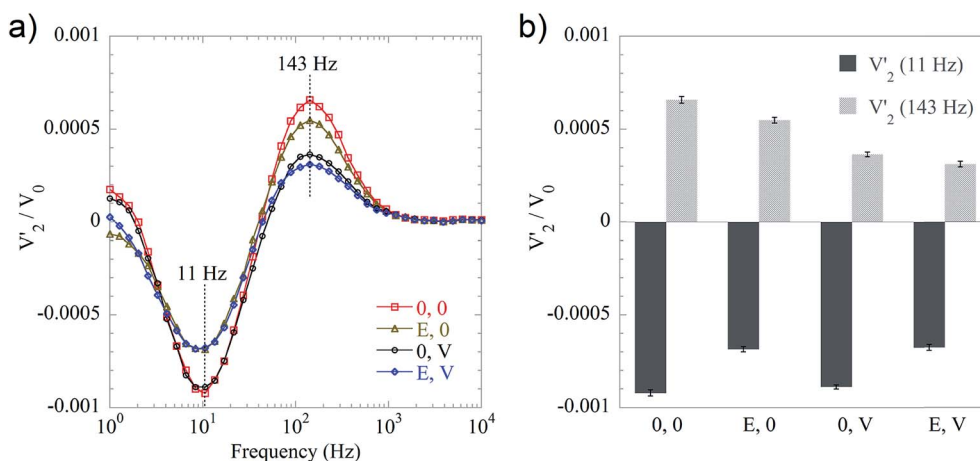 a)
0.001
0.0005
0
-0.0005
-0.001
V'2 / V0
143 Hz
11 Hz
0, 0
E, 0
0, V
E, V
10^0
10^1
10^2
10^3
10^4
Frequency (Hz)
b)
0.001
0.0005
0
-0.0005
-0.001
V'2 / V0
V'2 (11 Hz)
V'2 (143 Hz)
0, 0
E, 0
0, V
E, V